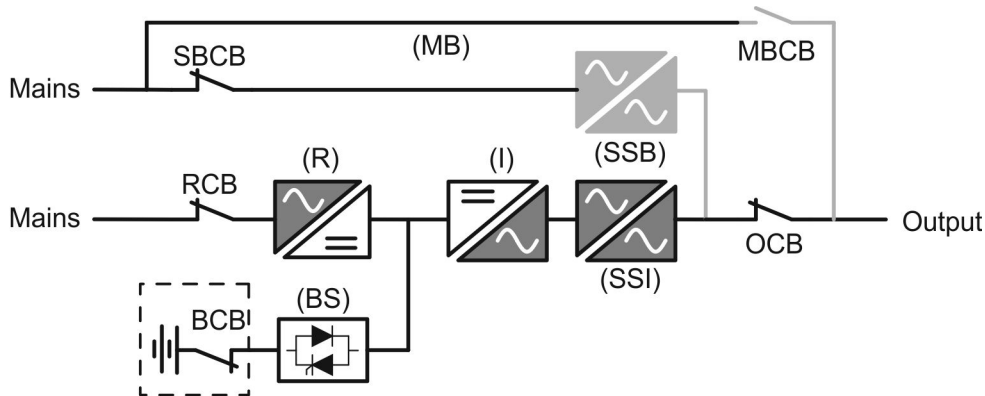 (MB)
MBCB
SBCB
Mains
(SSB)
(R)
(I)
RCB
Mains
Output
OCB
(SSI)
(BS)
BCB